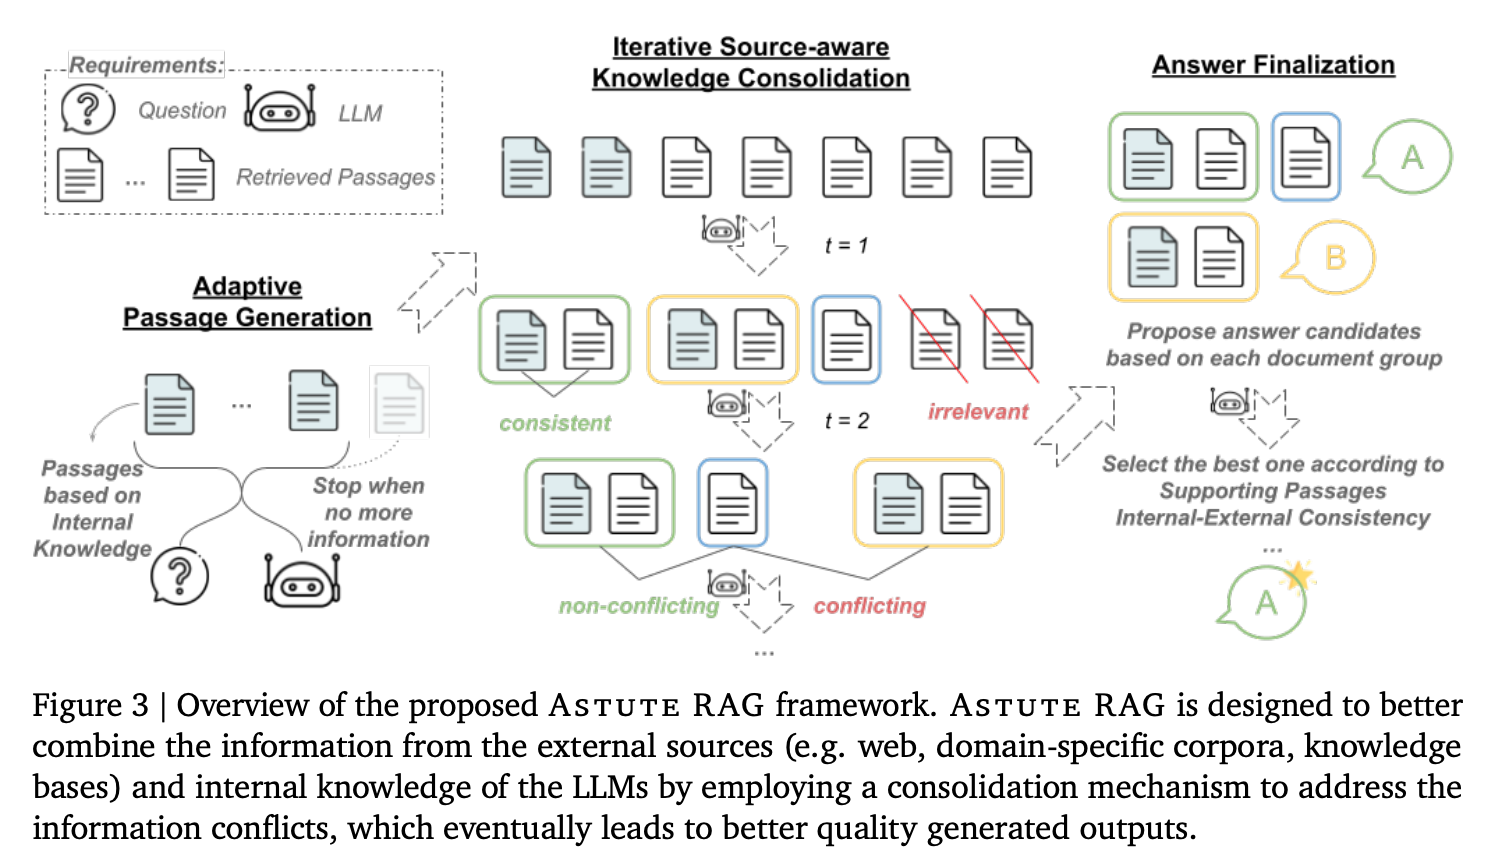 Requirements:
?
Question
LLM
...
Retrieved Passages
Adaptive
Passage Generation
...
Passages
based on
Internal
Knowledge
Stop when
no more
information
?
Iterative Source-aware
Knowledge Consolidation
t = 1
consistent
t = 2
irrelevant
non-conflicting
conflicting
...
Answer Finalization
A
B
Propose answer candidates
based on each document group
Select the best one according to
Supporting Passages
Internal-External Consistency
...
A
Figure 3 | Overview of the proposed ASTUTE RAG framework. ASTUTE RAG is designed to better
combine the information from the external sources (e.g. web, domain-specific corpora, knowledge
bases) and internal knowledge of the LLMs by employing a consolidation mechanism to address the
information conflicts, which eventually leads to better quality generated outputs.